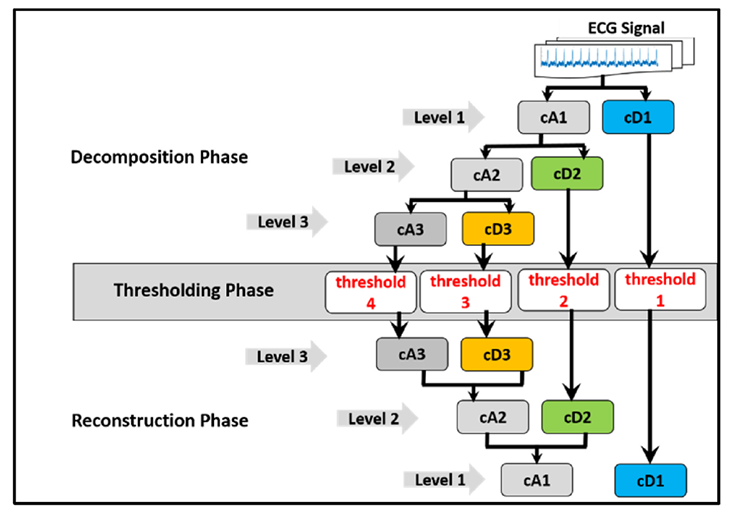 ECG Signal
Level 1
cA1
cD1
Decomposition Phase
Level 2
cA2
cD2
Level 3
cA3
cD3
Thresholding Phase
threshold
4
threshold
3
threshold
2
threshold
1
Level 3
cA3
cD3
Reconstruction Phase
Level 2
cA2
cD2
Level 1
cA1
cD1